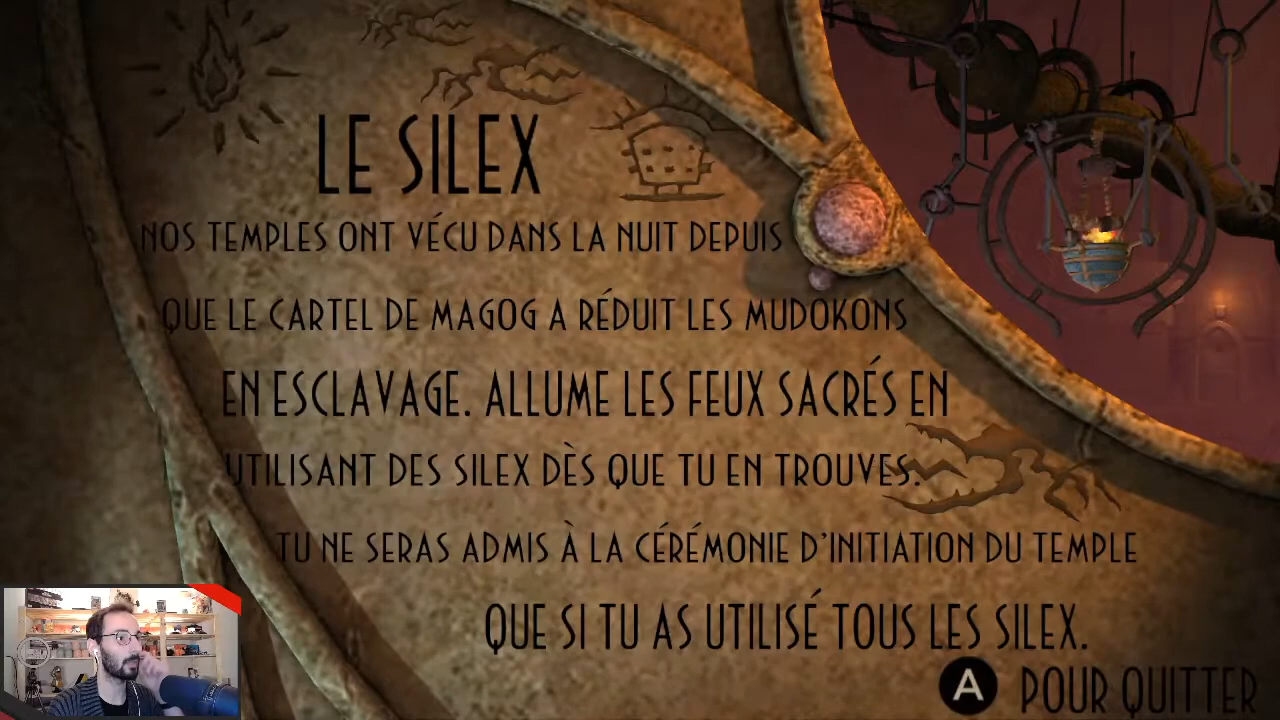 LE SILEX
NOS TEMPLES ONT VÉCU DANS LA NUIT DEPUIS
QUE LE CARTEL DE MAGOG A RÉDUIT LES MUDOKONS
EN ESCLAVAGE. ALLUME LES FEUX SACRÉS EN
UTILISANT DES SILEX DÈS QUE TU EN TROUVES.
TU NE SERAS ADMIS À LA CÉRÉMONIE D'INITIATION DU TEMPLE
QUE SI TU AS UTILISÉ TOUS LES SILEX.
A POUR QUITTER